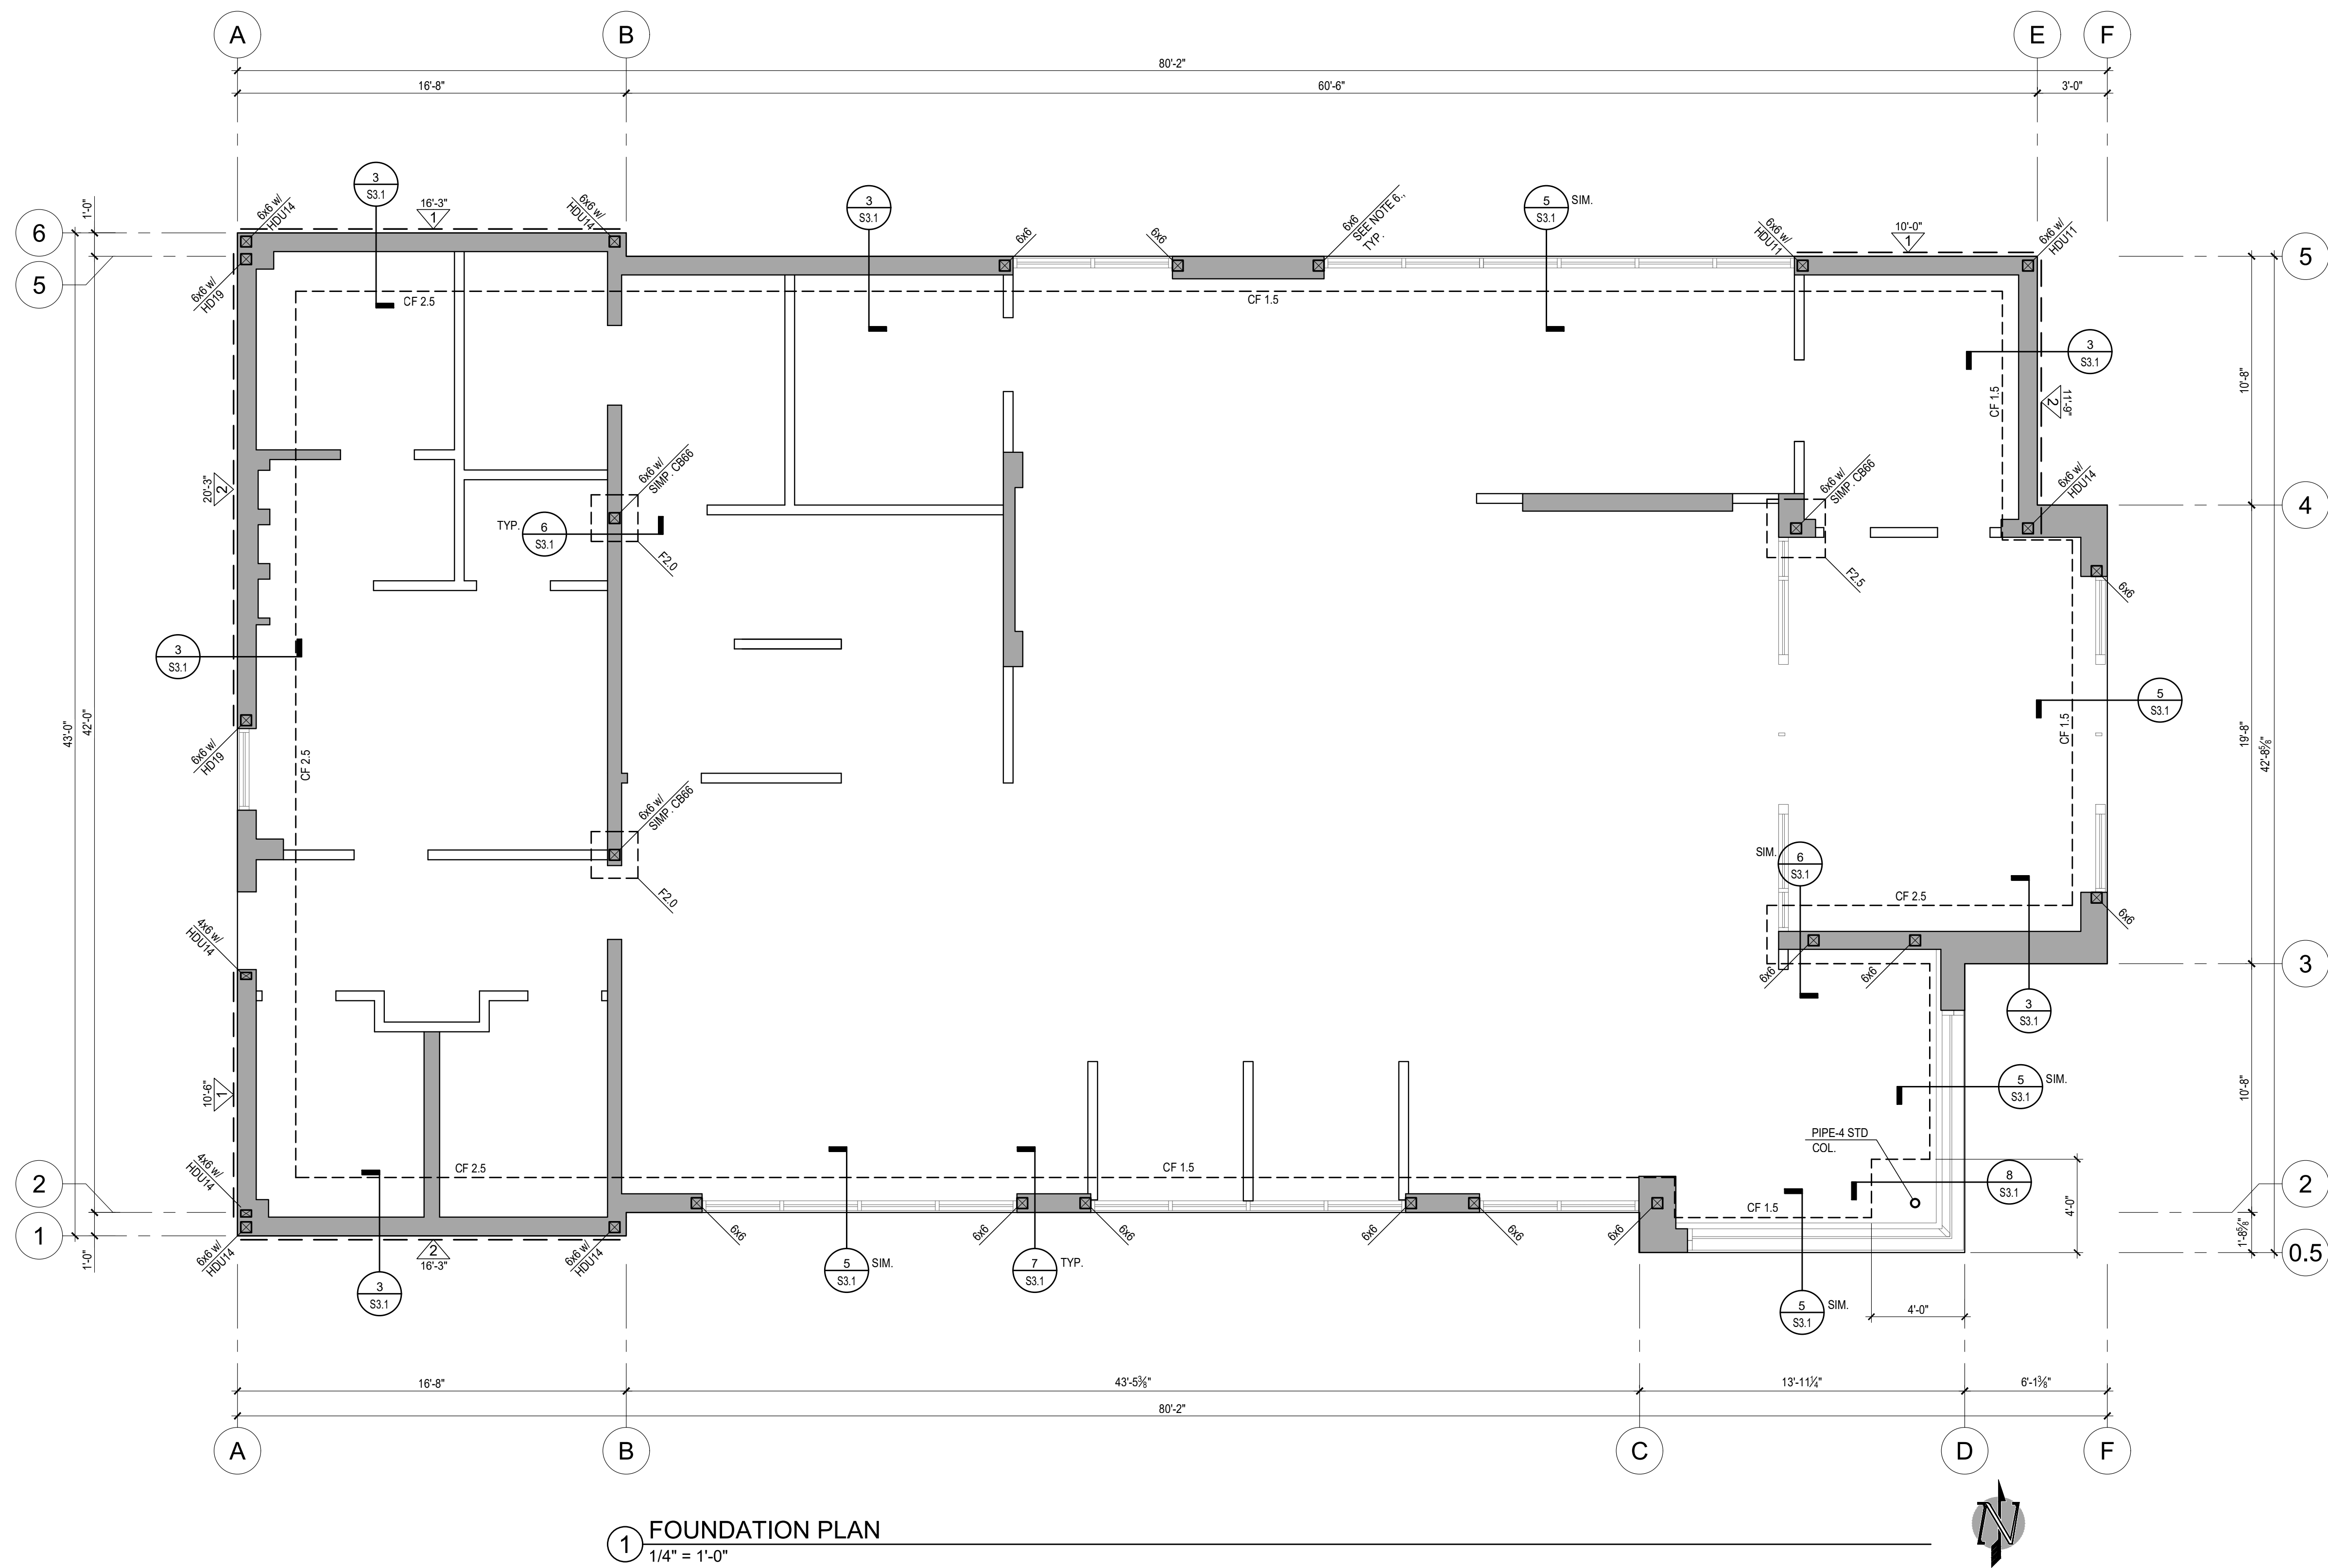 A
B
E
F
80'-2"
16'-8"
60'-6"
3'-0"
3
S3.1
16'-3"
1
6x6 w/
HDU14
6x6 w/
HDU14
3
S3.1
6x6
6x6
6x6
SEE NOTE 6.,
TYP.
5
S3.1
SIM.
6x6 w/
HDU11
10'-0"
1
6x6 w/
HDU11
1'-0"
6
5
5
6x6 w/
HD19
CF 2.5
CF 1.5
3
S3.1
CF 1.5
2
11'-9"
10'-8"
20'-3"
2
6x6 w/
SIMP. CB66
TYP.
6
S3.1
F2.0
6x6 w/
SIMP. CB66
F2.5
6x6 w/
HDU14
4
6x6
3
S3.1
5
S3.1
43'-0"
42'-0"
6x6 w/
HD19
CF 2.5
CF 1.5
19'-8"
42'-8⅝"
6x6 w/
SIMP. CB66
F2.0
SIM.
6
S3.1
CF 2.5
6x6
4x6 w/
HDU14
6x6
6x6
3
3
S3.1
10'-6"
1
5
S3.1
SIM.
10'-8"
PIPE-4 STD
COL.
4x6 w/
HDU14
CF 2.5
CF 1.5
8
S3.1
2
2
1
CF 1.5
4'-0"
1'-8⅝"
0.5
1'-0"
6x6 w/
HDU14
2
16'-3"
6x6 w/
HDU14
6x6
6x6
6x6
6x6
6x6
6x6
3
S3.1
5
S3.1
SIM.
7
S3.1
TYP.
5
S3.1
SIM.
4'-0"
16'-8"
43'-5⅜"
13'-11¼"
6'-1⅜"
80'-2"
A
B
C
D
F
1
FOUNDATION PLAN
1/4" = 1'-0"
N